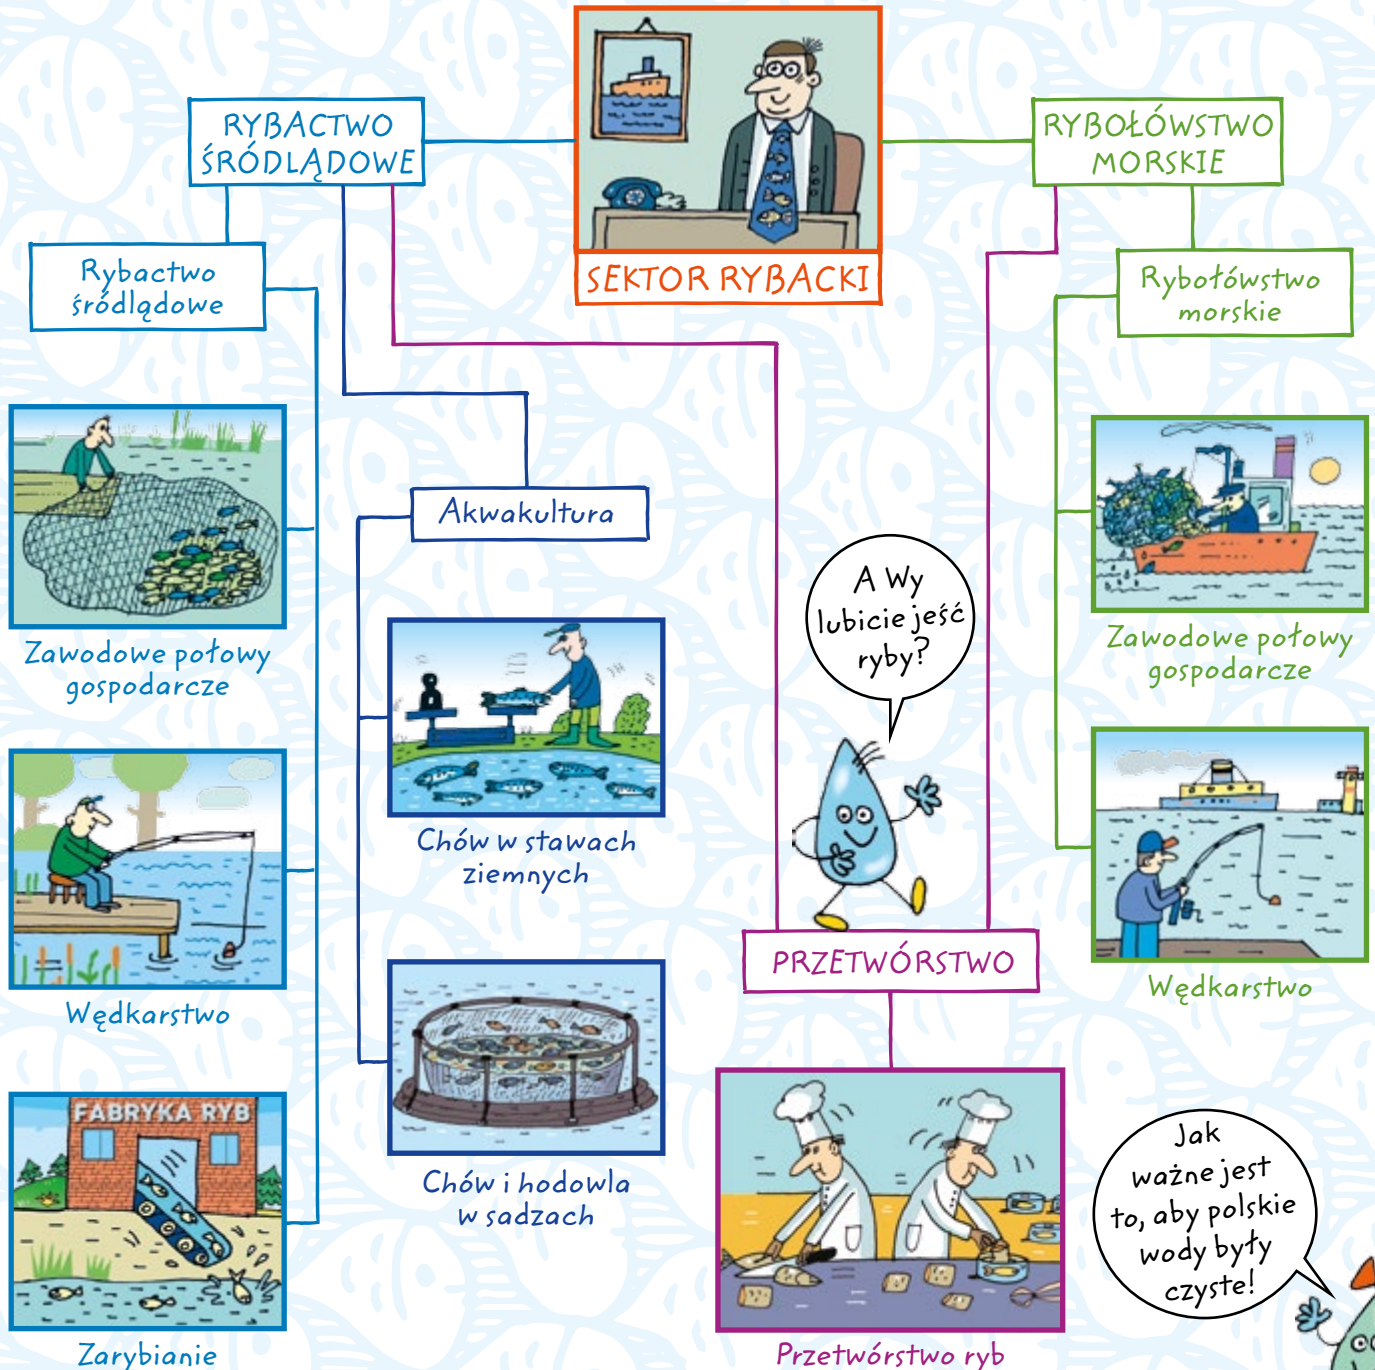 RYBACTWO
ŚRÓDLĄDOWE
SEKTOR RYBACKI
RYBOŁÓWSTWO
MORSKIE
Rybactwo
śródlądowe
Zawodowe połowy
gospodarcze
Wędkarstwo
FABRYKA RYB
Zarybianie
Akwakultura
Chów w stawach
ziemnych
Chów i hodowla
w sadzach
A Wy
lubicie jeść
ryby?
PRZETWÓRSTWO
Przetwórstwo ryb
Rybołówstwo
morskie
Zawodowe połowy
gospodarcze
Wędkarstwo
Jak
ważne jest
to, aby polskie
wody były
czyste!